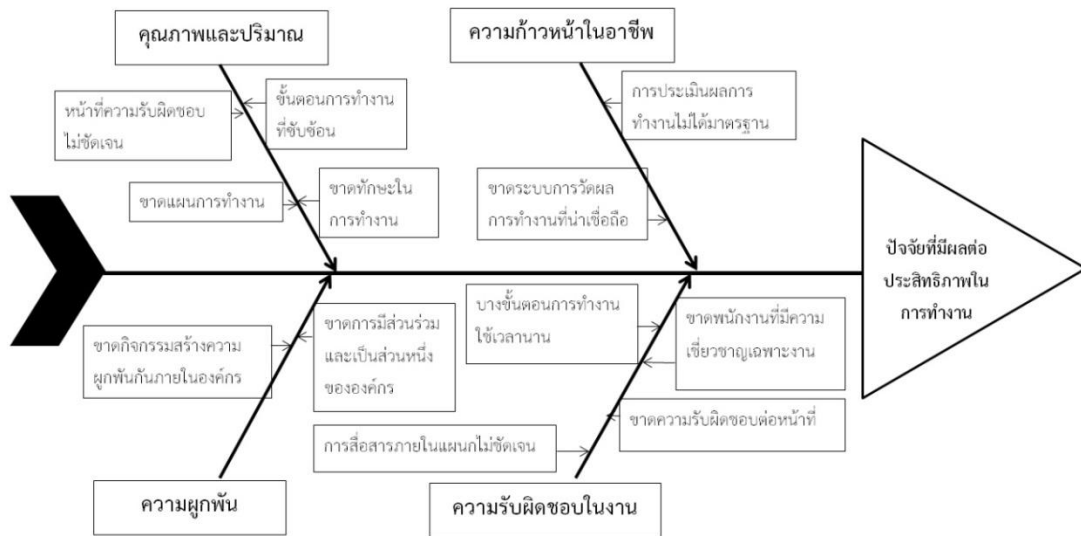 คุณภาพและปริมาณ
ความก้าวหน้าในอาชีพ
หน้าที่ความรับผิดชอบ
ไม่ชัดเจน
ขั้นตอนการทำงาน
ที่ซับซ้อน
ขาดแผนการทำงาน
ขาดทักษะใน
การทำงาน
การประเมินผลการ
ทำงานไม่ได้มาตรฐาน
ขาดระบบการวัดผล
การทำงานที่น่าเชื่อถือ
ปัจจัยที่มีผลต่อ
ประสิทธิภาพใน
การทำงาน
ขาดกิจกรรมสร้างความ
ผูกพันกันภายในองค์กร
ขาดการมีส่วนร่วม
และเป็นส่วนหนึ่ง
ขององค์กร
บางขั้นตอนการทำงาน
ใช้เวลานาน
ขาดพนักงานที่มีความ
เชี่ยวชาญเฉพาะงาน
ขาดความรับผิดชอบต่อหน้าที่
การสื่อสารภายในแผนกไม่ชัดเจน
ความผูกพัน
ความรับผิดชอบในงาน